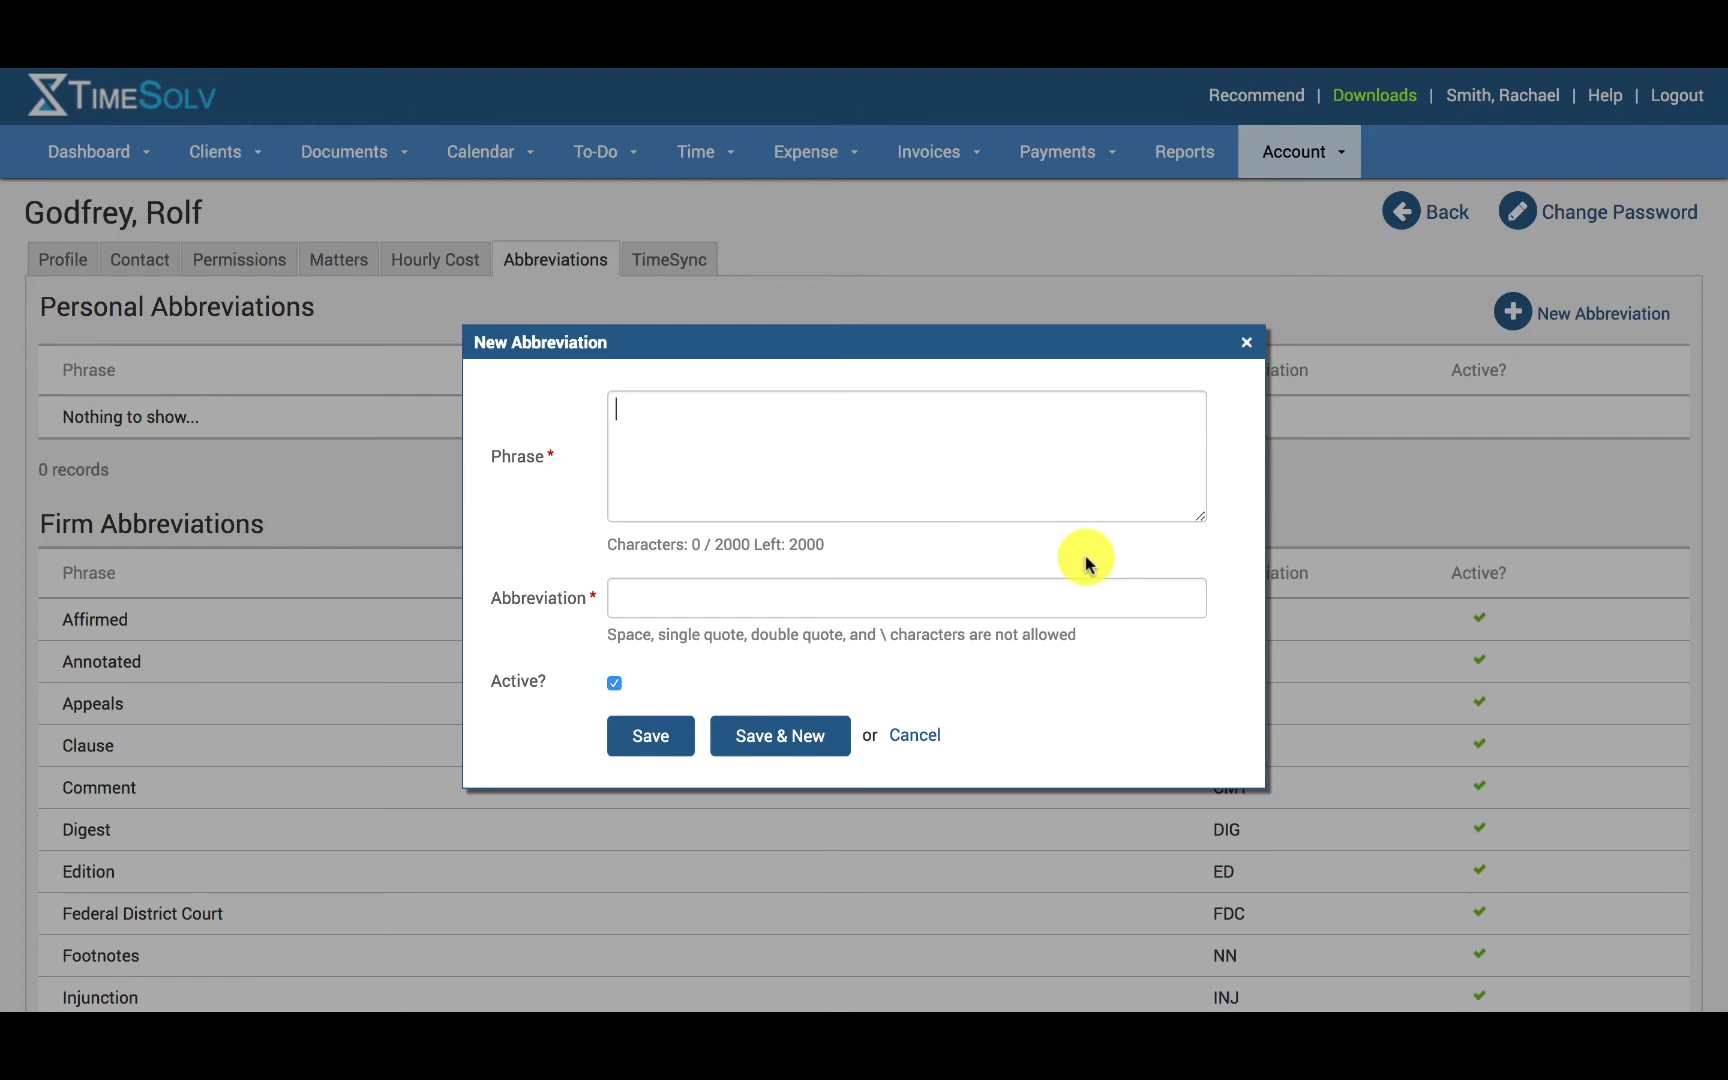 TIMESOLV
Recommend | Downloads | Smith, Rachael | Help | Logout
Dashboard Clients Documents Calendar To-Do Time Expense Invoices Payments Reports Account
Godfrey, Rolf
Back Change Password
Profile Contact Permissions Matters Hourly Cost Abbreviations TimeSync
Personal Abbreviations
New Abbreviation
New Abbreviation
Phrase Active?
Nothing to show...
0 records
Phrase*
Characters: 0 / 2000 Left: 2000
Abbreviation*
Space, single quote, double quote, and \ characters are not allowed
Active?
Save Save & New or Cancel
Firm Abbreviations
Phrase Active?
Affirmed
Annotated
Appeals
Clause
Comment
Digest DIG
Edition ED
Federal District Court FDC
Footnotes NN
Injunction INJ